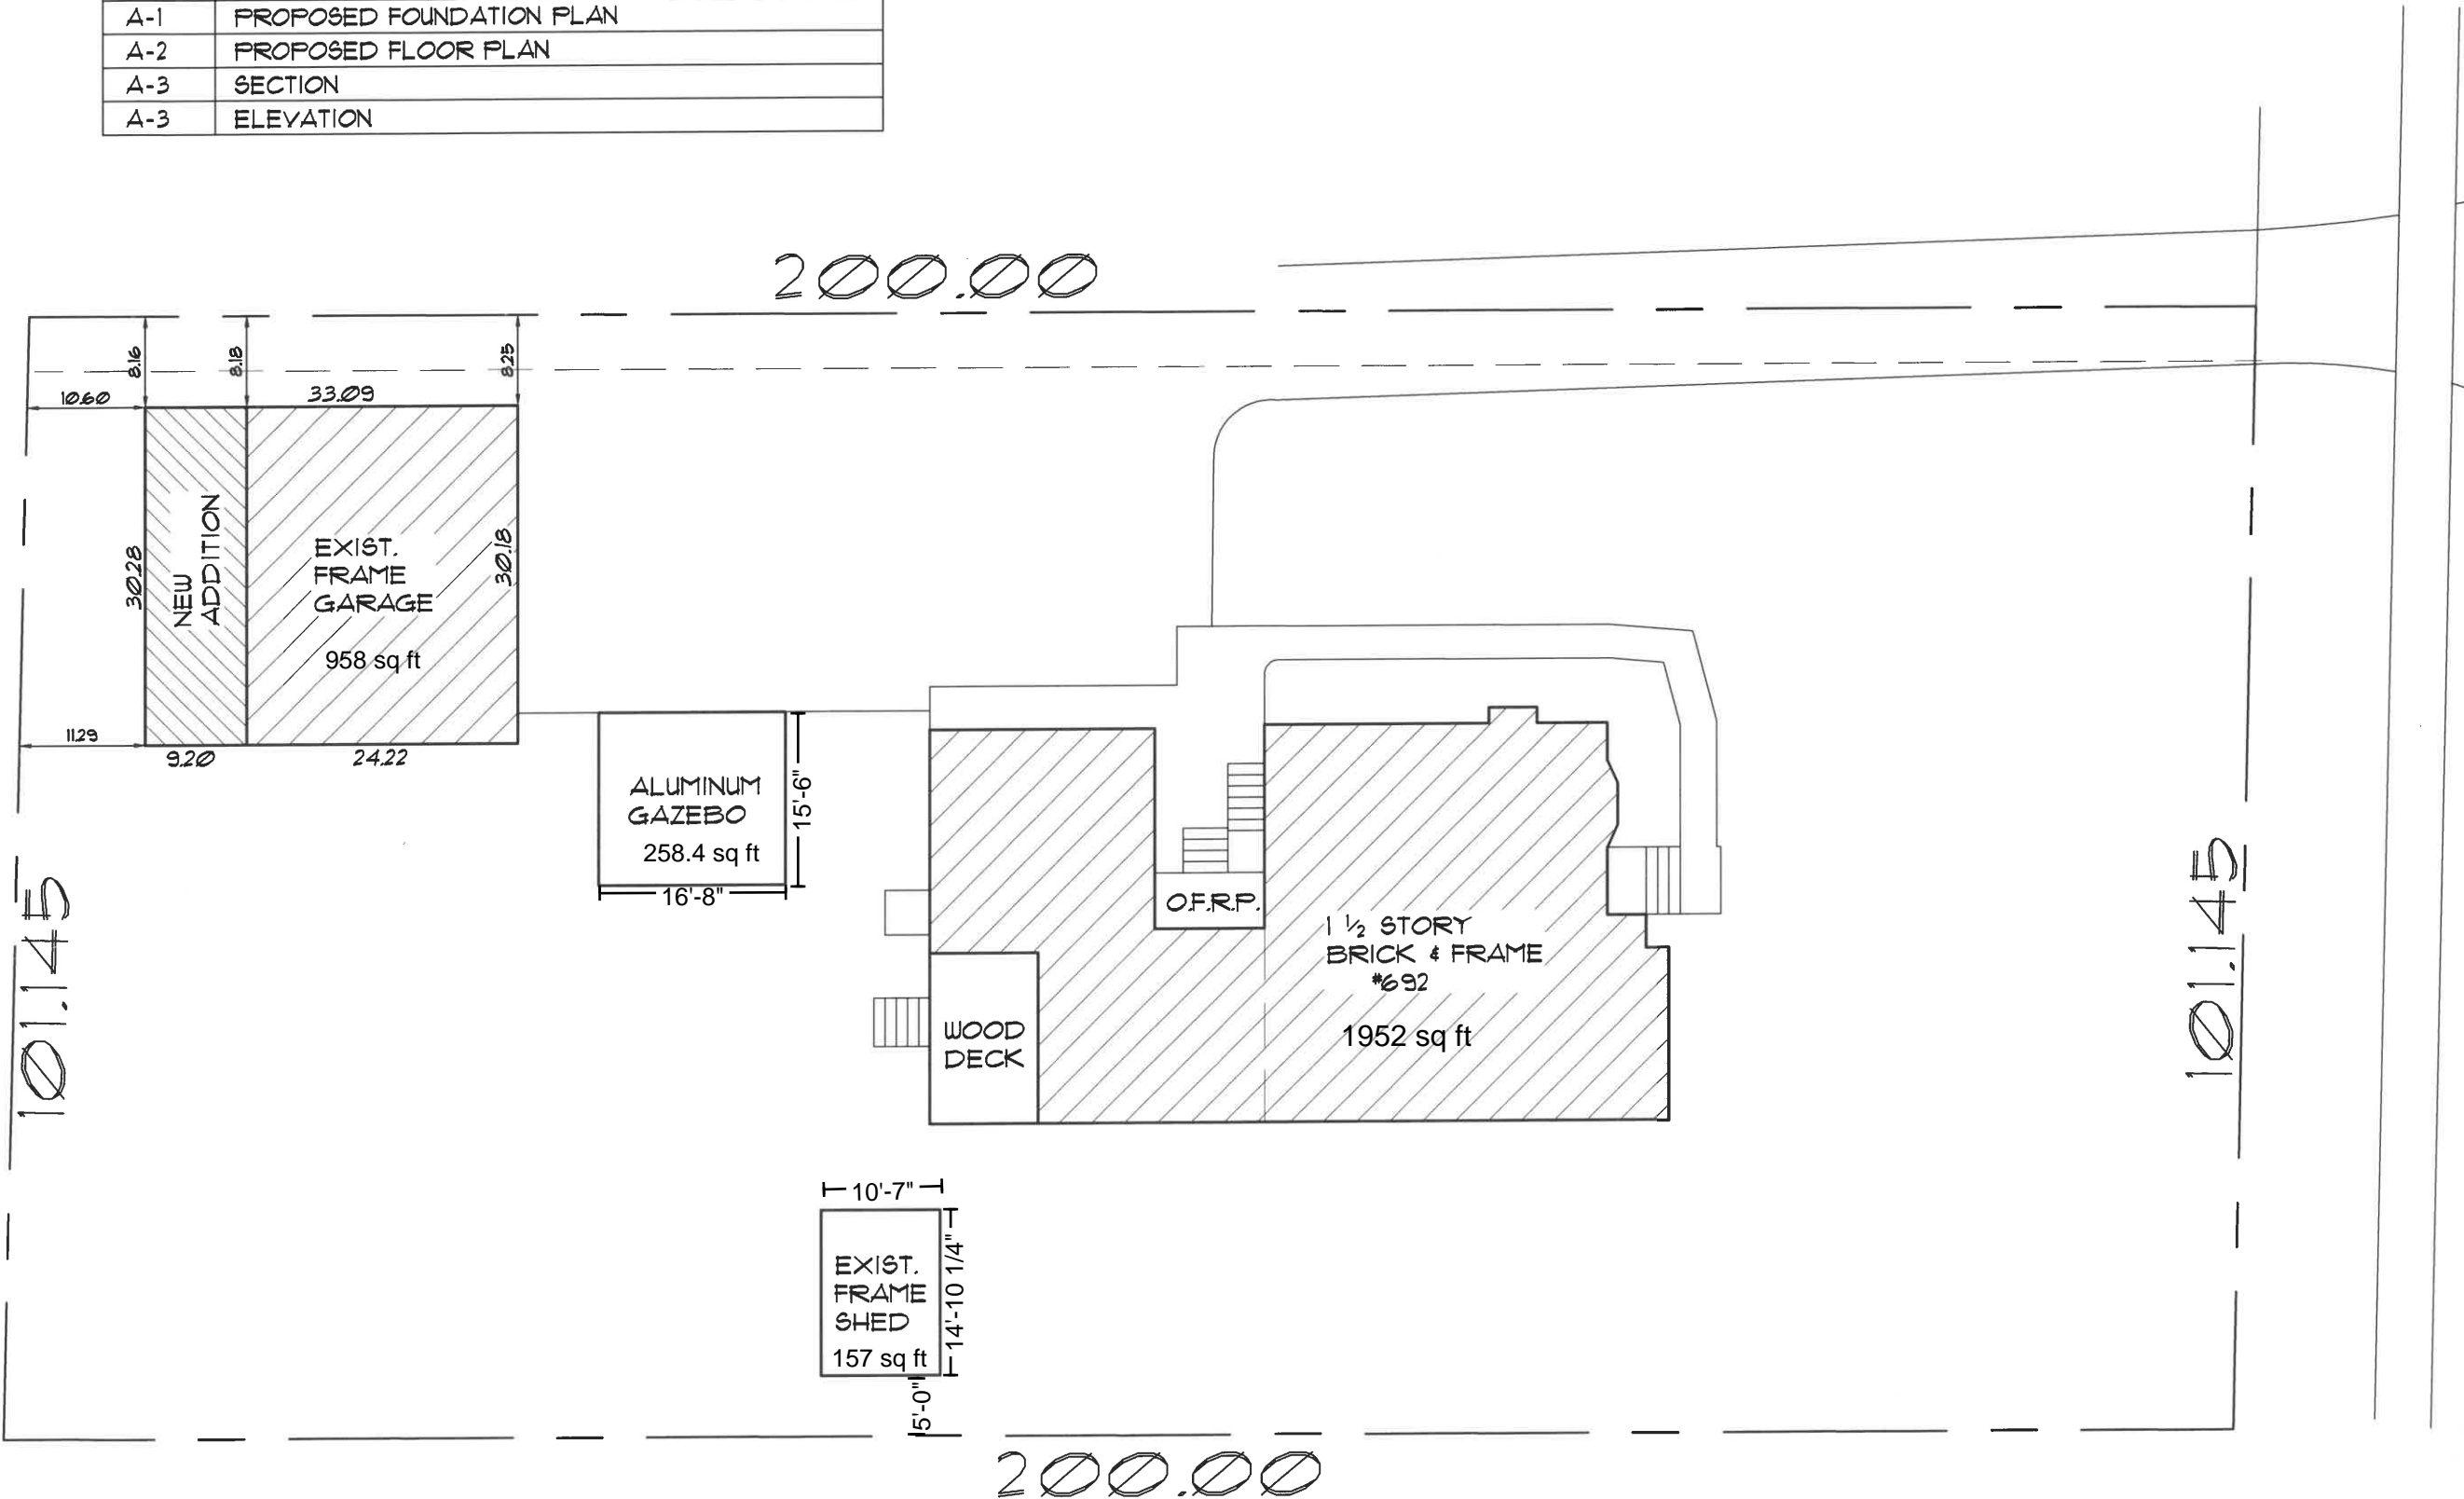 A-1 PROPOSED FOUNDATION PLAN
A-2 PROPOSED FLOOR PLAN
A-3 SECTION
A-3 ELEVATION
200.00
8.16
8.18
8.25
10.60
33.09
30.28
NEW
ADDITION
EXIST.
FRAME
GARAGE
30.18
958 sq ft
11.29
9.20
24.22
ALUMINUM
GAZEBO
258.4 sq ft
15'-6"
16'-8"
O.F.R.P.
1 ½ STORY
BRICK & FRAME
#692
1952 sq ft
WOOD
DECK
101.145
101.145
10'-7"
EXIST.
FRAME
SHED
157 sq ft
14'-10 1/4"
5'-0"
200.00